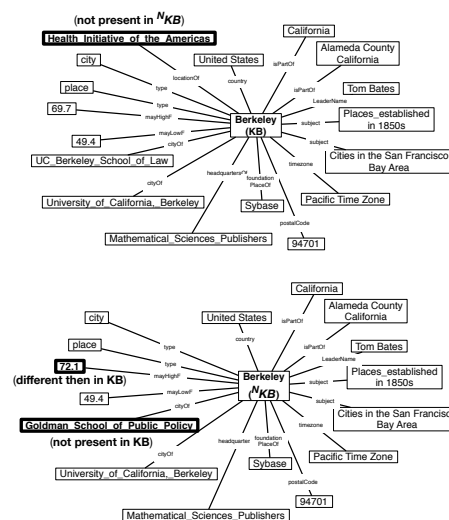 (not present in NKB)
Health_Initiative_of_the_Americas
California
city
United States
Alameda County
California
locationOf
country
isPartOf
isPartOf
place
type
Tom Bates
type
LeaderName
69.7
mayHighF
Berkeley
(KB)
subject
Places_established
in 1850s
49.4
mayLowF
subject
UC_Berkeley_School_of_Law
cityOf
Cities in the San Francisco
Bay Area
cityOf
headquartersOf
foundation
PlaceOf
timezone
University_of_California,_Berkeley
Sybase
Pacific Time Zone
postalCode
Mathematical_Sciences_Publishers
94701
California
city
United States
Alameda County
California
isPartOf
country
place
type
isPartOf
Tom Bates
type
LeaderName
72.1
mayHighF
Berkeley
(NKB)
subject
Places_established
in 1850s
(different then in KB)
49.4
mayLowF
subject
Goldman_School_of_Public_Policy
cityOf
Cities in the San Francisco
Bay Area
(not present in KB)
cityOf
headquarter
foundation
PlaceOf
timezone
University_of_California,_Berkeley
Sybase
Pacific Time Zone
postalCode
Mathematical_Sciences_Publishers
94701